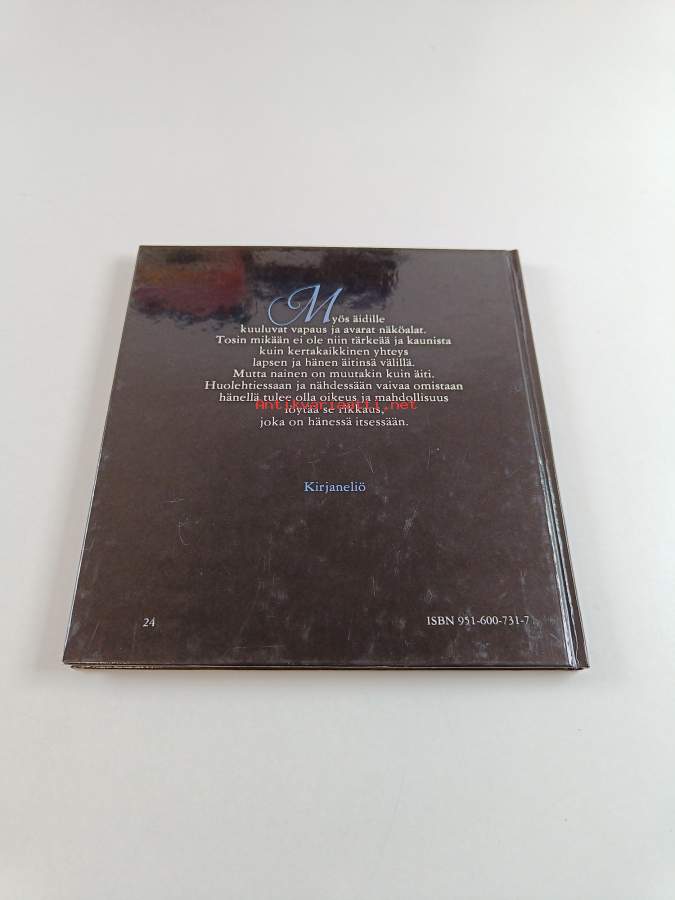 Myös äidille
kuuluvat vapaus ja avarat näköalat.
Tosin mikään ei ole niin tärkeää ja kaunista
kuin kertakaikkinen yhteys
lapsen ja hänen äitinsä välillä.
Mutta nainen on muutakin kuin äiti.
Huolehtiessaan ja nähdessään vaivaa omistaan
hänellä tulee olla oikeus ja mahdollisuus
Antikvariaatti.net
löytää se rikkaus,
joka on hänessä itsessään.
Kirjaneliö
24
ISBN 951-600-731-7